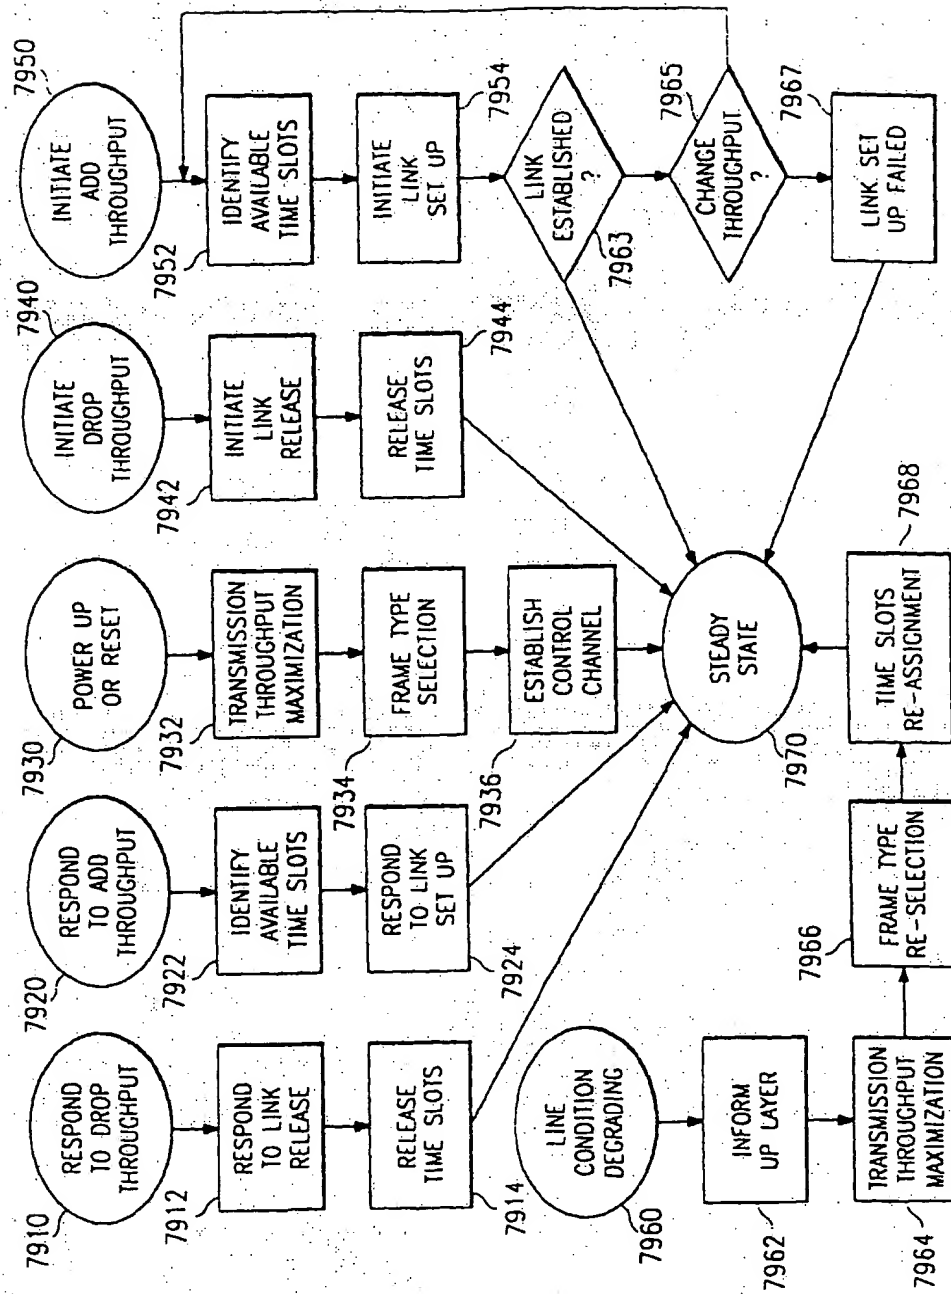 7910
RESPOND
TO DROP
THROUGHPUT
7912
RESPOND
TO LINK
RELEASE
RELEASE
TIME SLOTS
7914
7920
RESPOND
TO ADD
THROUGHPUT
7922
IDENTIFY
AVAILABLE
TIME SLOTS
RESPOND
TO LINK
SET UP
7924
7930
POWER UP
OR RESET
7932
TRANSMISSION
THROUGHPUT
MAXIMIZATION
7934
FRAME TYPE
SELECTION
7936
ESTABLISH
CONTROL
CHANNEL
7940
INITIATE
DROP
THROUGHPUT
7942
INITIATE
LINK
RELEASE
7944
RELEASE
TIME SLOTS
7950
INITIATE
ADD
THROUGHPUT
7952
IDENTIFY
AVAILABLE
TIME SLOTS
7954
INITIATE
LINK
SET UP
LINK
ESTABLISHED
?
7963
7965
CHANGE
THROUGHPUT
?
7967
LINK SET
UP FAILED
LINE
CONDITION
DEGRADING
7960
INFORM
UP LAYER
7962
TRANSMISSION
THROUGHPUT
MAXIMIZATION
7964
7966
FRAME TYPE
RE-SELECTION
TIME SLOTS
RE-ASSIGNMENT
7968
STEADY
STATE
7970